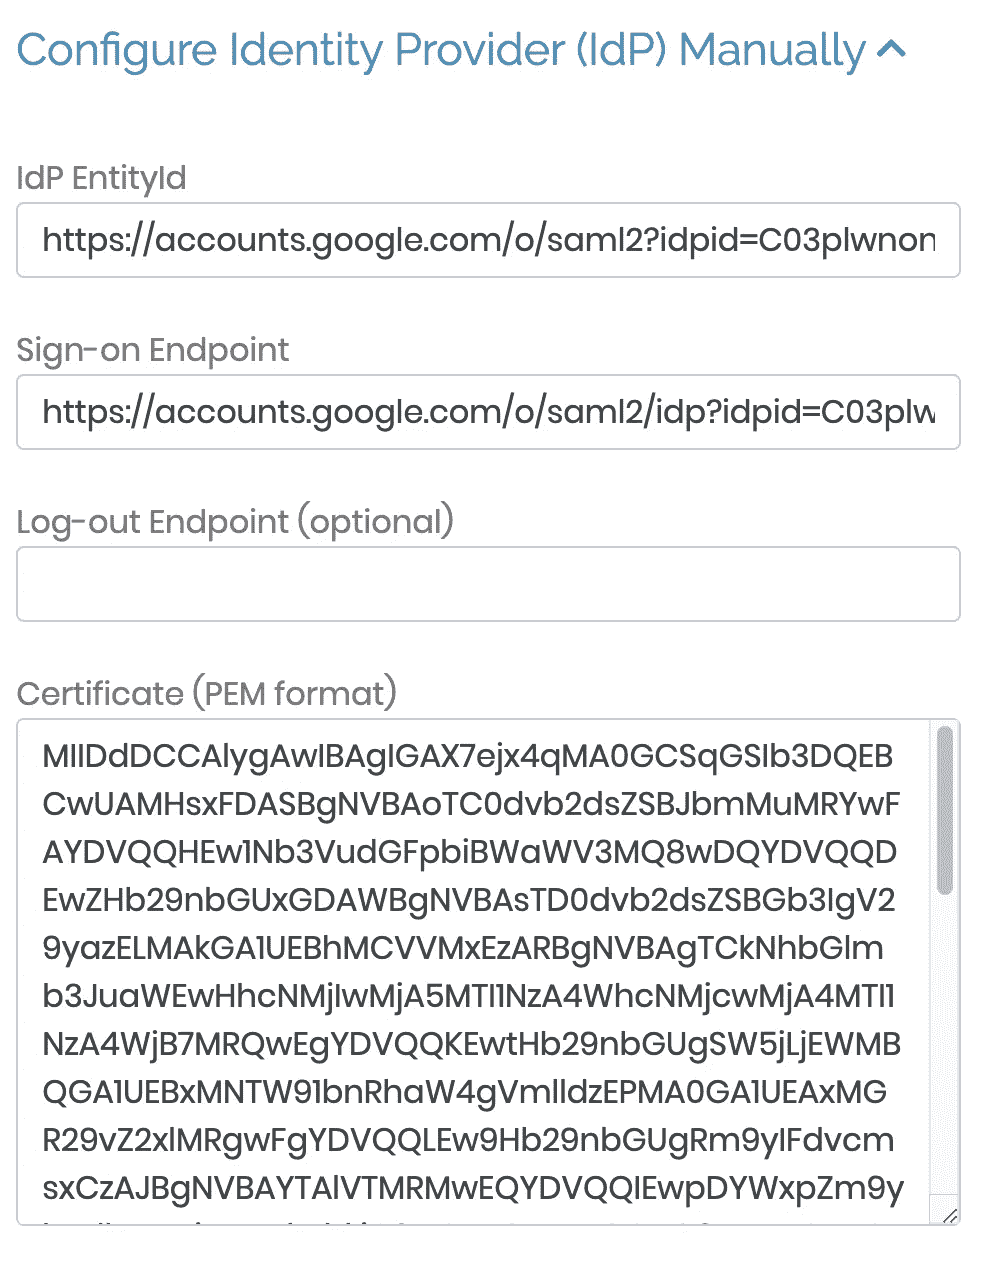 Configure Identity Provider (IdP) Manually
IdP EntityId
https://accounts.google.com/o/saml2?idpid=C03plwnon
Sign-on Endpoint
https://accounts.google.com/o/saml2/idp?idpid=C03plw
Log-out Endpoint (optional)
Certificate (PEM format)
MIIDdDCCAlygAwIBAgIGAX7ejx4qMA0GCSqGSIb3DQEB
CwUAMHsxFDASBgNVBAoTC0dvb2dsZSBJbmMuMRYwF
AYDVQQHEw1Nb3VudGFpbiBWaWV3MQ8wDQYDVQQD
EwZHb29nbGUxGDAWBgNVBAsTD0dvb2dsZSBGb3IgV2
9yazELMAkGA1UEBhMCVVMxEzARBgNVBAgTCkNhbGlm
b3JuaWEwHhcNMjIwMjA5MTI1NzA4WhcNMjcwMjA4MTI1
NzA4WjB7MRQwEgYDVQQKEwtHb29nbGUgSW5jLjEWMB
QGA1UEBxMNTW91bnRhaW4gVmlldzEPMA0GA1UEAxMG
R29vZ2xlMRgwFgYDVQQLEw9Hb29nbGUgRm9yIFdvcm
sxCzAJBgNVBAYTAlVTMRMwEQYDVQQIEwpDYWxpZm9y